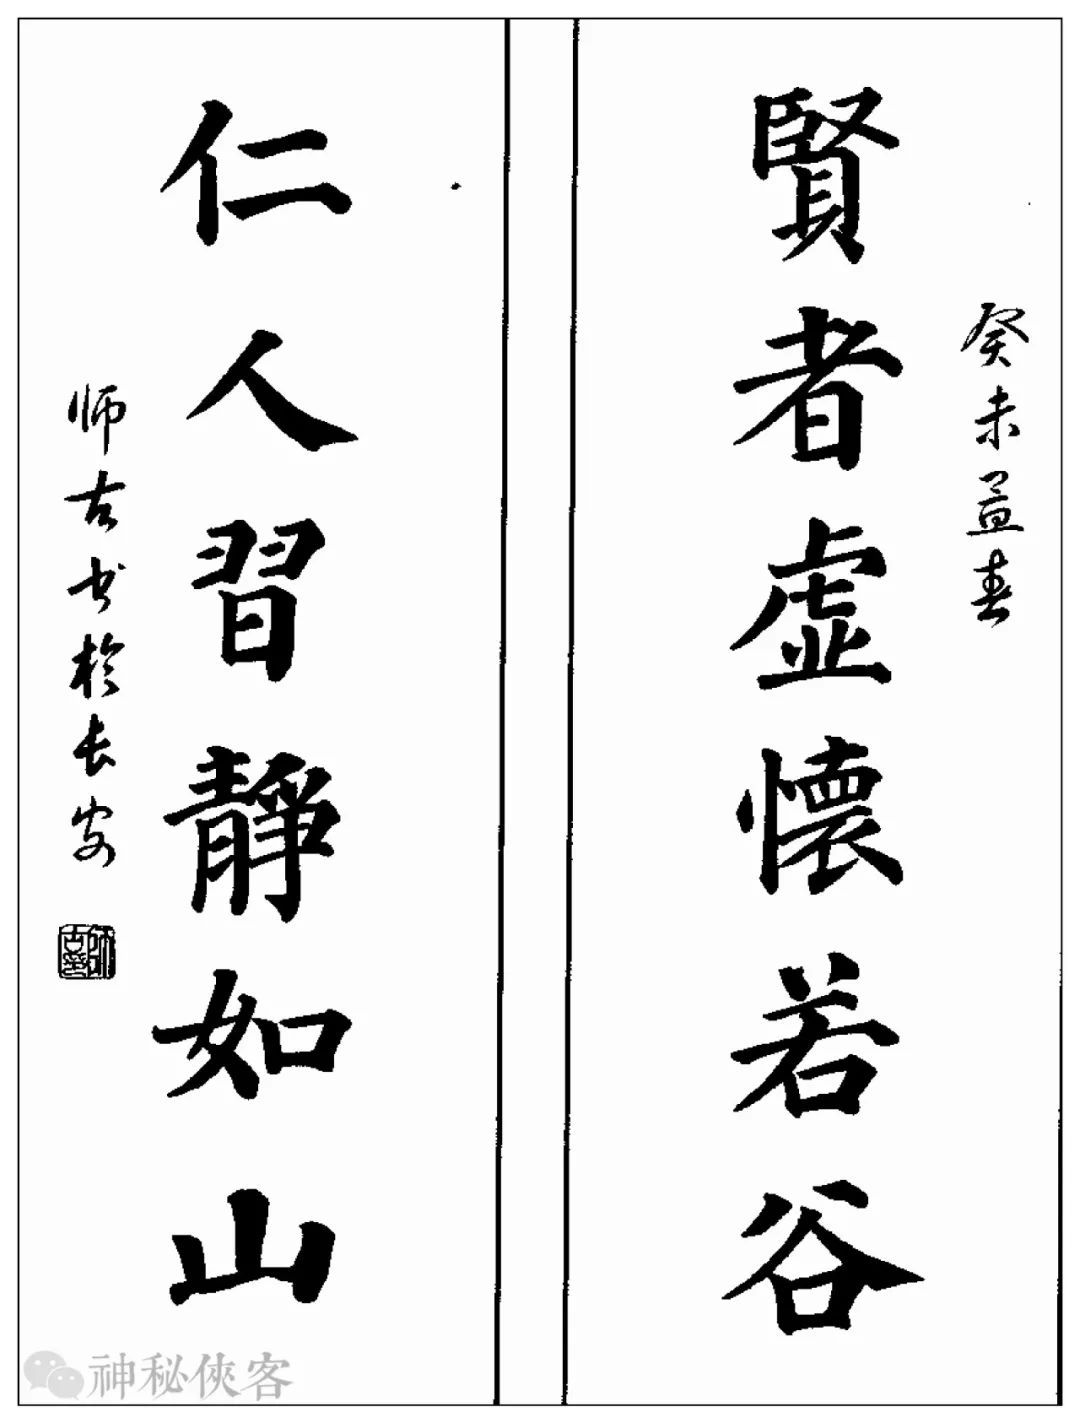 癸未孟春
賢者虛懷若谷
仁人習靜如山
师古书於长安
神秘俠客